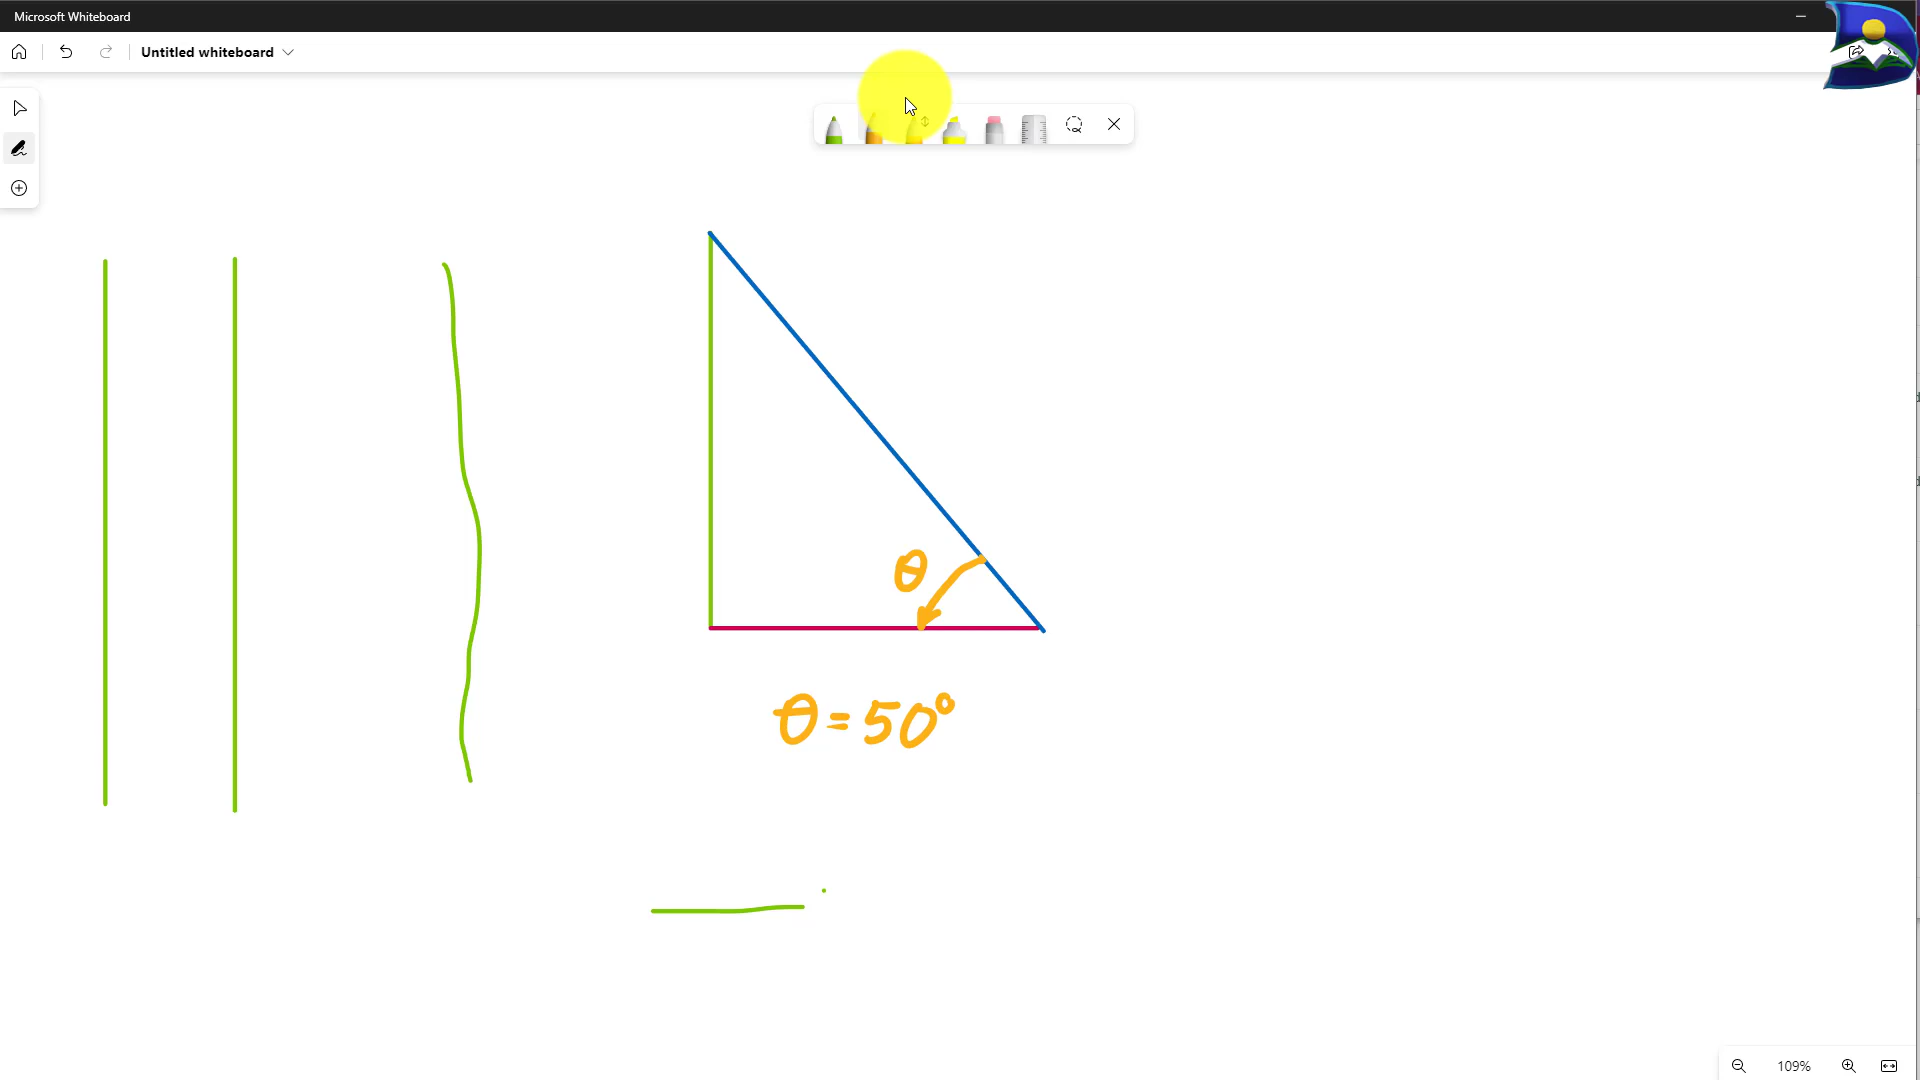 Microsoft Whiteboard
Untitled whiteboard
θ
θ = 50°
109%